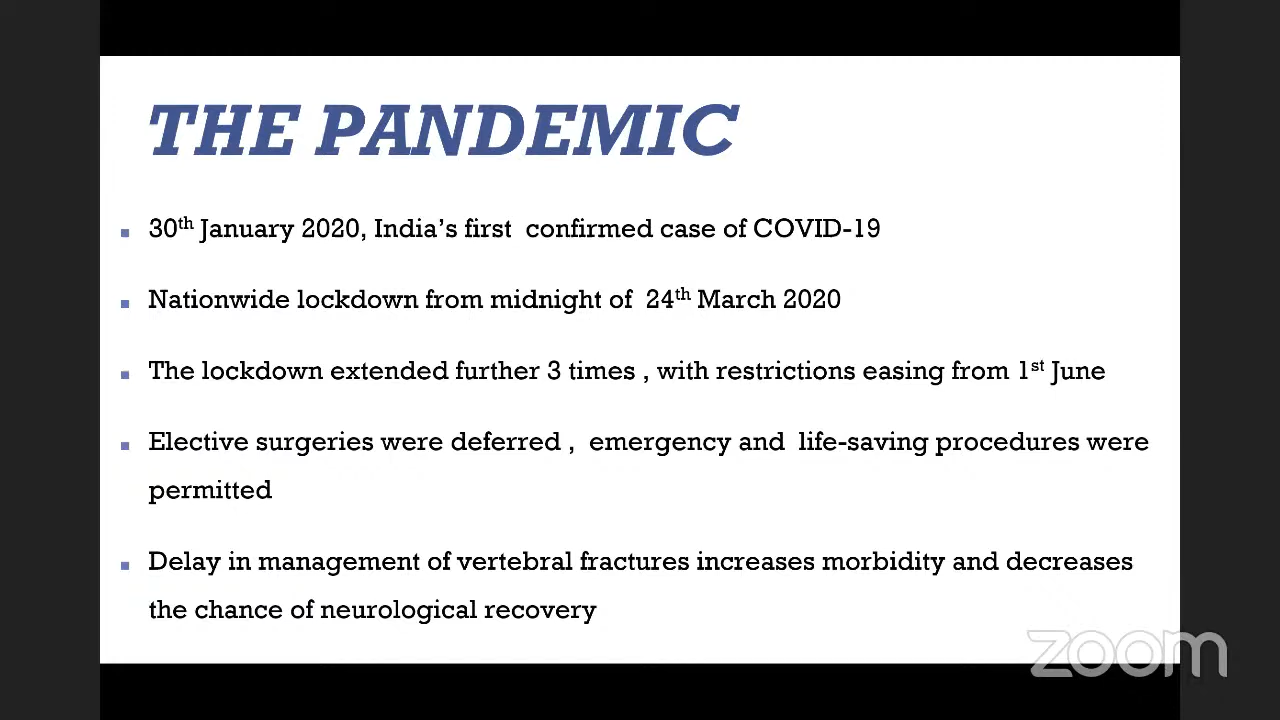 THE PANDEMIC
30th January 2020, India's first confirmed case of COVID-19
Nationwide lockdown from midnight of 24th March 2020
The lockdown extended further 3 times , with restrictions easing from 1st June
Elective surgeries were deferred , emergency and life-saving procedures were
permitted
Delay in management of vertebral fractures increases morbidity and decreases
the chance of neurological recovery
zoom